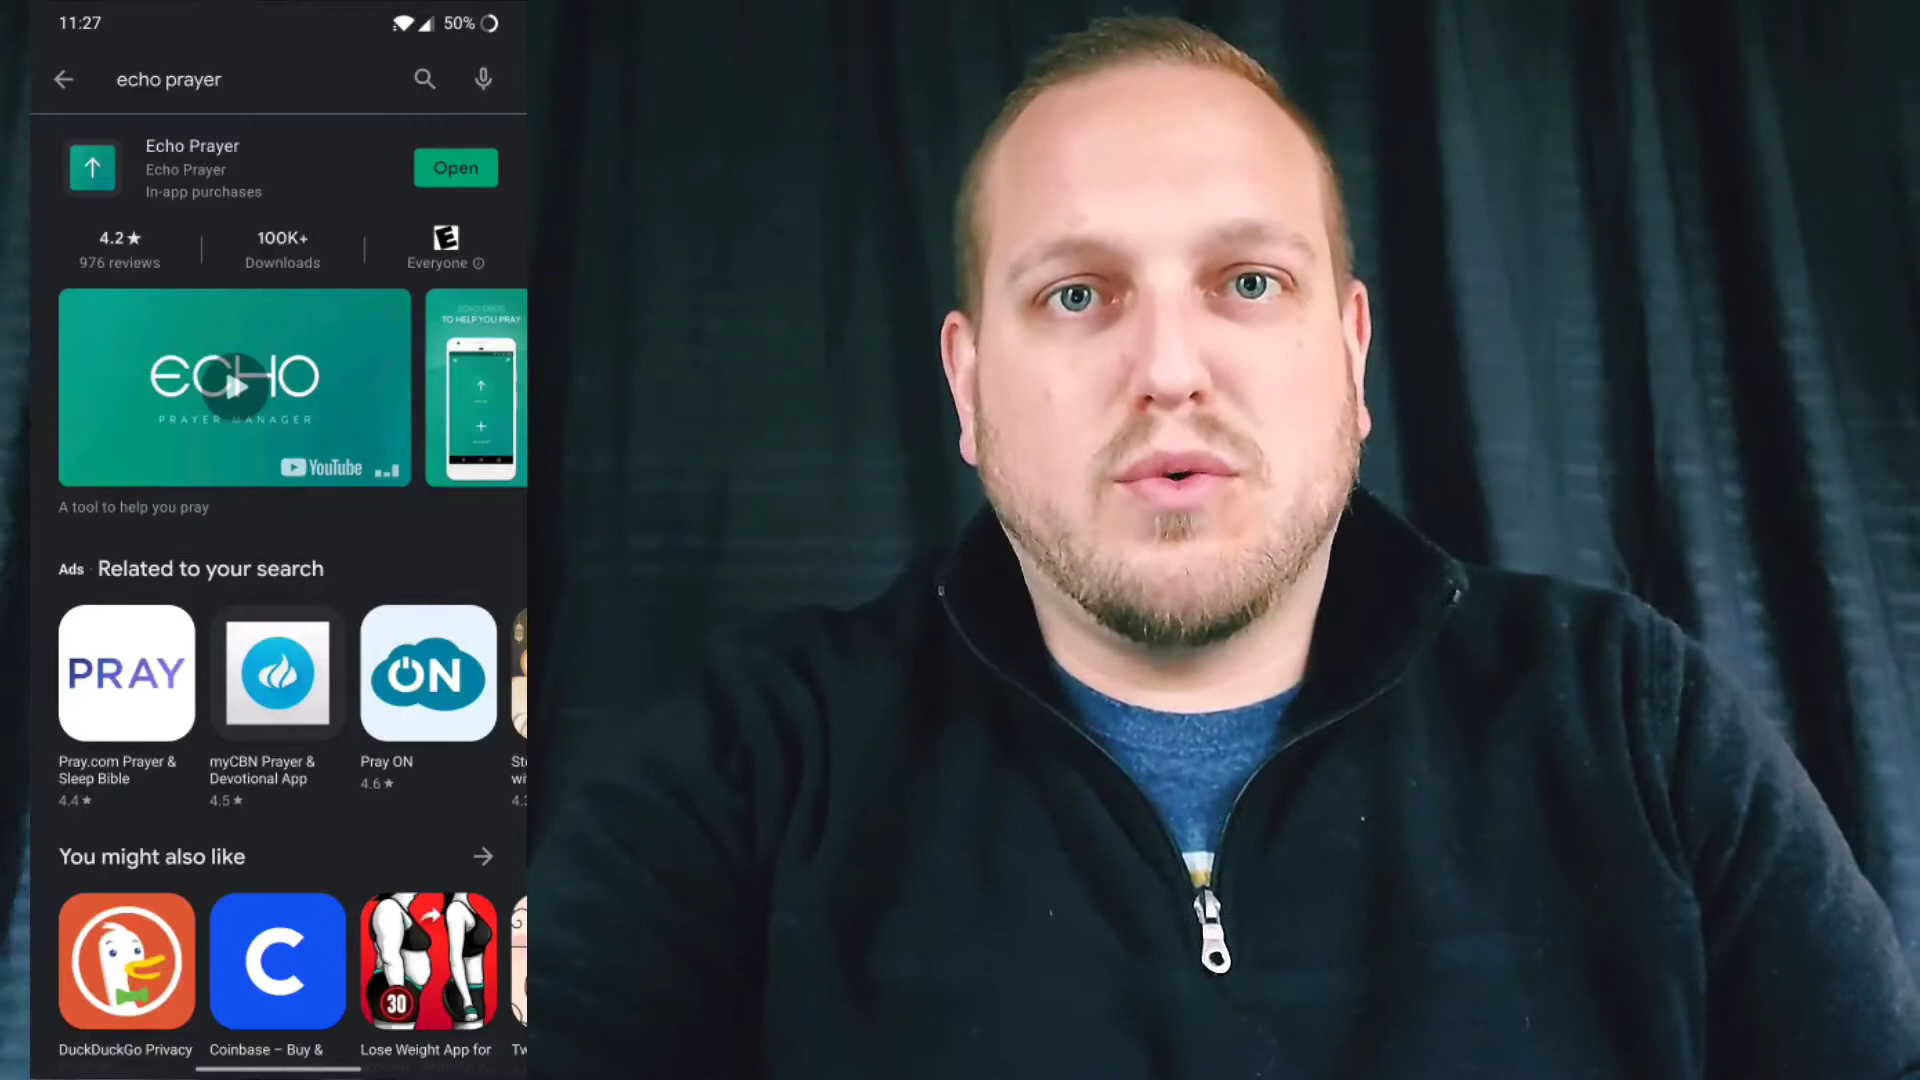 11:27
50%
echo prayer
Echo Prayer
Echo Prayer
In-app purchases
Open
4.2★
976 reviews
100K+
Downloads
E
Everyone
ECHO
PRAYER MANAGER
YouTube
TO HELP YOU PRAY
A tool to help you pray
Ads · Related to your search
PRAY
ON
Pray.com Prayer &
Sleep Bible
4.4★
myCBN Prayer &
Devotional App
4.5★
Pray ON
4.6★
You might also like
C
30
DuckDuckGo Privacy
Coinbase – Buy &
Lose Weight App for